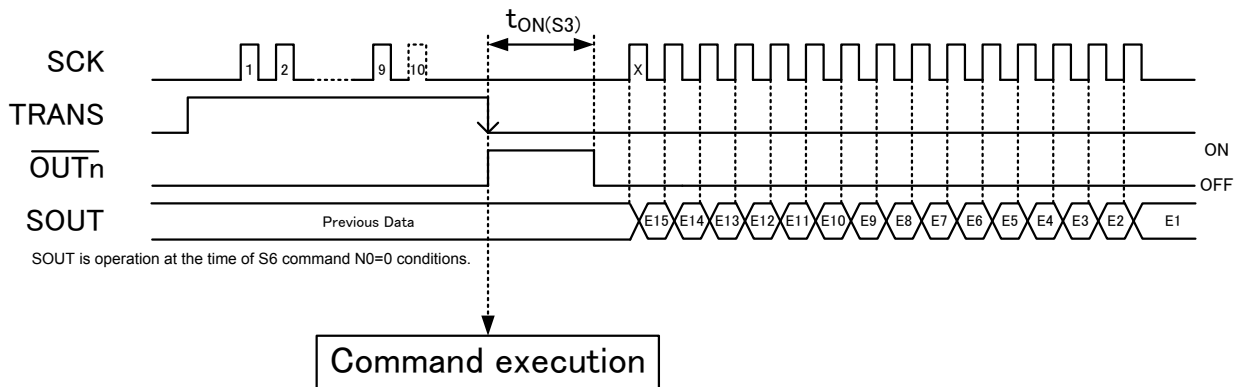 tON(S3)
SCK
1 2 9 10 X
TRANS
OUTn
ON
OFF
SOUT
Previous Data E15 E14 E13 E12 E11 E10 E9 E8 E7 E6 E5 E4 E3 E2 E1
SOUT is operation at the time of S6 command N0=0 conditions.
Command execution